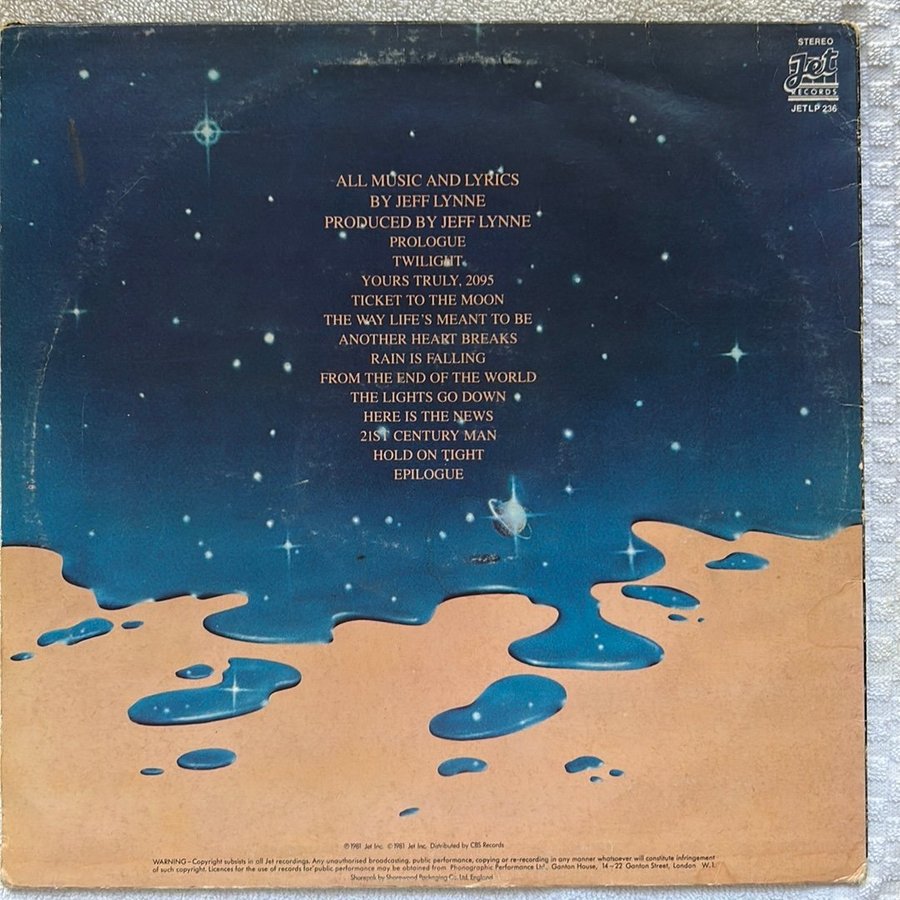 STEREO
Jet
RECORDS
JETLP 236
ALL MUSIC AND LYRICS
BY JEFF LYNNE
PRODUCED BY JEFF LYNNE
PROLOGUE
TWILIGHT
YOURS TRULY, 2095
TICKET TO THE MOON
THE WAY LIFE'S MEANT TO BE
ANOTHER HEART BREAKS
RAIN IS FALLING
FROM THE END OF THE WORLD
THE LIGHTS GO DOWN
HERE IS THE NEWS
21ST CENTURY MAN
HOLD ON TIGHT
EPILOGUE
℗1981 Jet Inc. ©1981 Jet Inc. Distributed by CBS Records
WARNING – Copyright subsists in all Jet recordings. Any unauthorised broadcasting, public performance, copying or re-recording in any manner whatsoever will constitute infringement
of such copyright. Licences for the use of records for public performance may be obtained from Phonographic Performance Ltd., Ganton House, 14–22 Ganton Street, London W.1.
Shorepak by Shorewood Packaging Co. Ltd. England